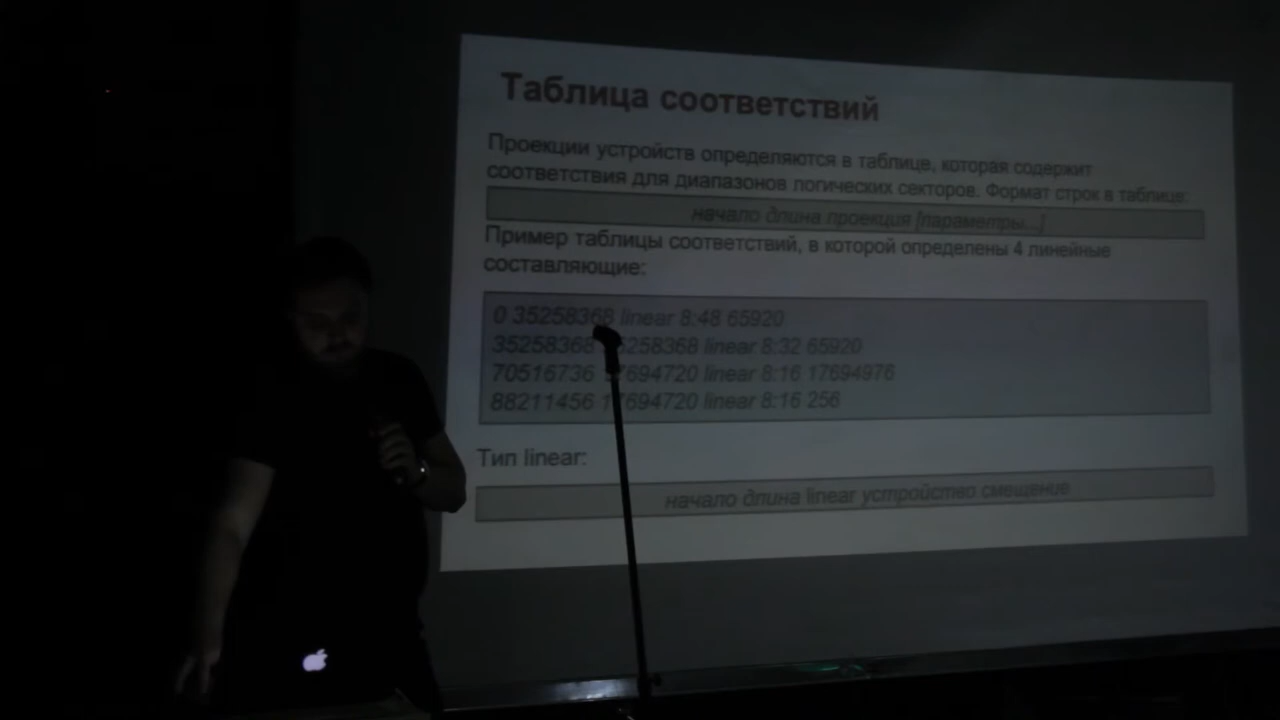 Таблица соответствий
Проекции устройств определяются в таблице, которая содержит
соответствия для диапазонов логических секторов. Формат строк в таблице:
начало длина проекция [параметры...]
Пример таблицы соответствий, в которой определены 4 линейные
составляющие:
0 35258368 linear 8:48 65920
35258368 linear 8:32 65920
70516736 linear 8:16 17694976
88211456 linear 8:16 256
Тип linear:
начало длина linear устройство смещение